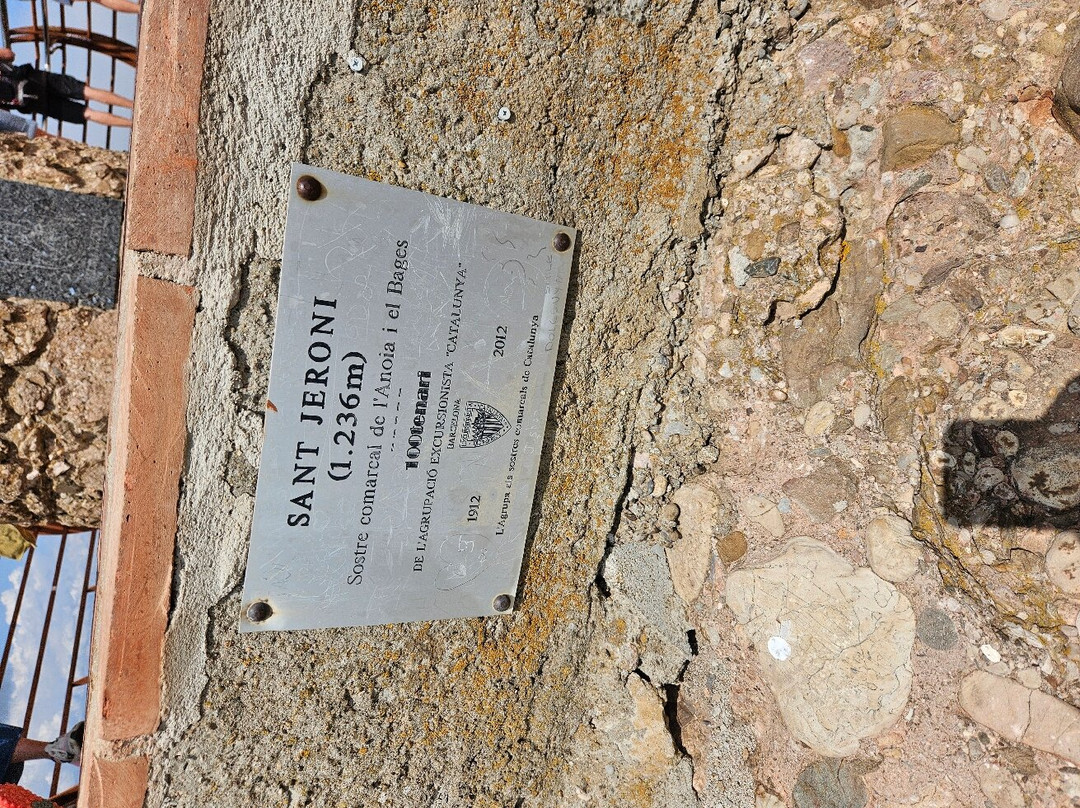 SANT JERONI
(1.236m)
Sostre comarcal de l'Anoia i el Bages
100tenari
DE L'AGRUPACIÓ EXCURSIONISTA "CATALUNYA"
BARCELONA
1912
2012
L'Agrupa els sostres comarcals de Catalunya